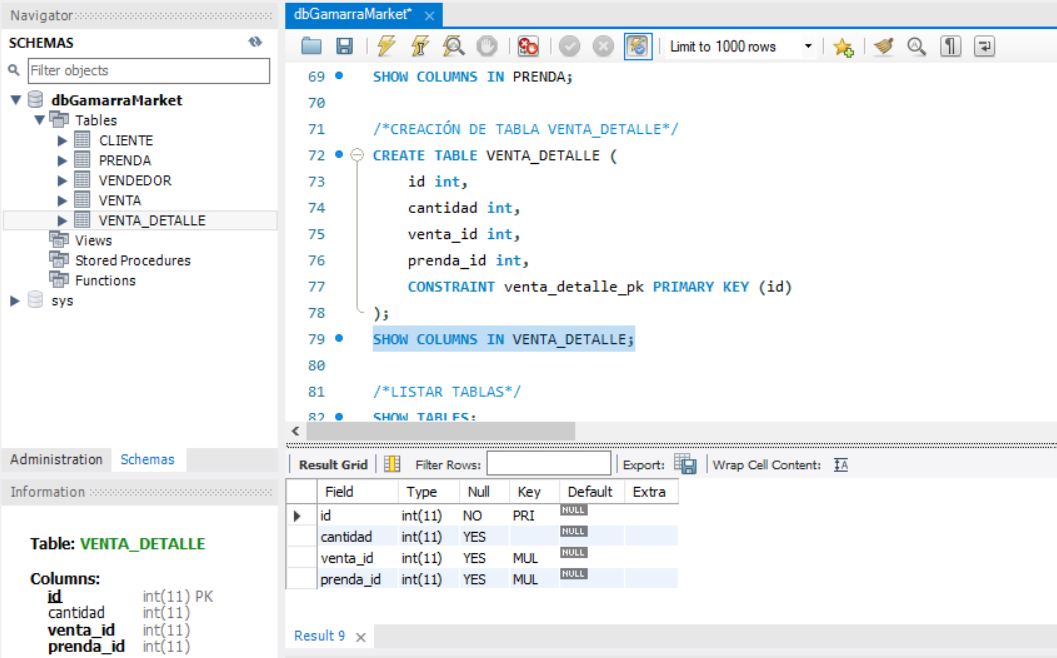 Navigator
SCHEMAS
Filter objects
dbGamarraMarket
Tables
CLIENTE
PRENDA
VENDEDOR
VENTA
VENTA_DETALLE
Views
Stored Procedures
Functions
sys
Administration Schemas
Information
Table: VENTA_DETALLE
Columns:
id int(11) PK
cantidad int(11)
venta_id int(11)
prenda_id int(11)
dbGamarraMarket*
Limit to 1000 rows
69 SHOW COLUMNS IN PRENDA;
70
71 /*CREACIÓN DE TABLA VENTA_DETALLE*/
72 CREATE TABLE VENTA_DETALLE (
73 id int,
74 cantidad int,
75 venta_id int,
76 prenda_id int,
77 CONSTRAINT venta_detalle_pk PRIMARY KEY (id)
78 );
79 SHOW COLUMNS IN VENTA_DETALLE;
80
81 /*LISTAR TABLAS*/
82 SHOW TABLES;
Result Grid Filter Rows: Export: Wrap Cell Content: IA
Field Type Null Key Default Extra
id int(11) NO PRI NULL
cantidad int(11) YES NULL
venta_id int(11) YES MUL NULL
prenda_id int(11) YES MUL NULL
Result 9